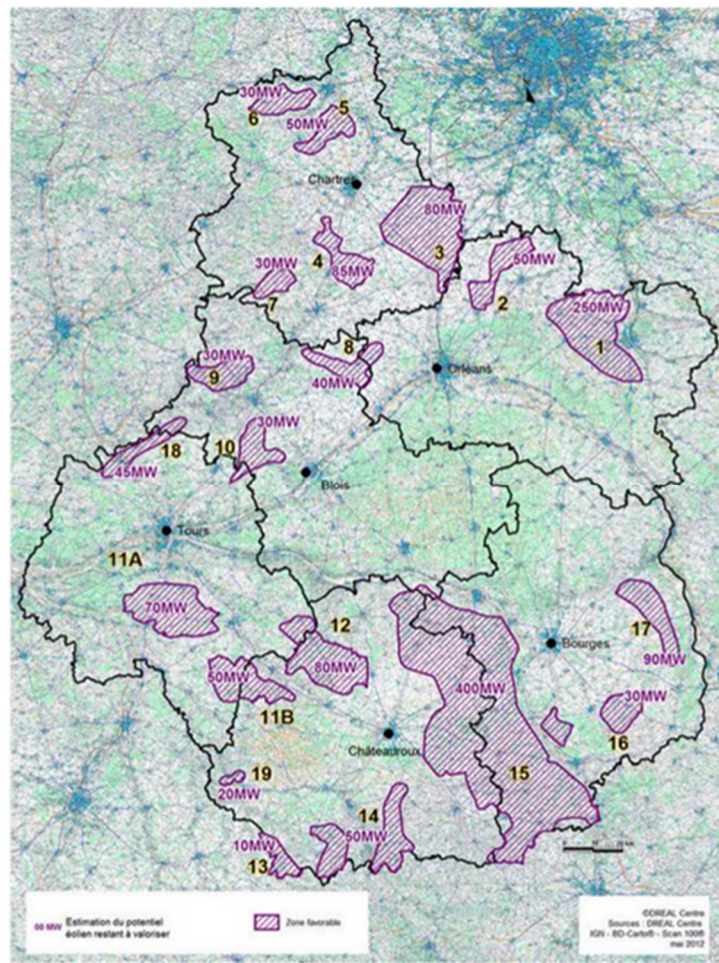 30MW
5
6
50MW
Chartres
80MW
4
3
85MW
50MW
30MW
7
2
250MW
1
8
30MW
9
40MW
Orléans
30MW
10
18
45MW
Blois
Tours
11A
70MW
12
17
Bourges
80MW
50MW
90MW
400MW
30MW
11B
Châteauroux
16
19
15
20MW
14
10MW
50MW
13
00 MW Estimation du potentiel
éolien restant à valoriser
Zone favorable
©DREAL Centre
Sources : DREAL Centre
IGN - BD-Carto® - Scan 100®
mai 2012